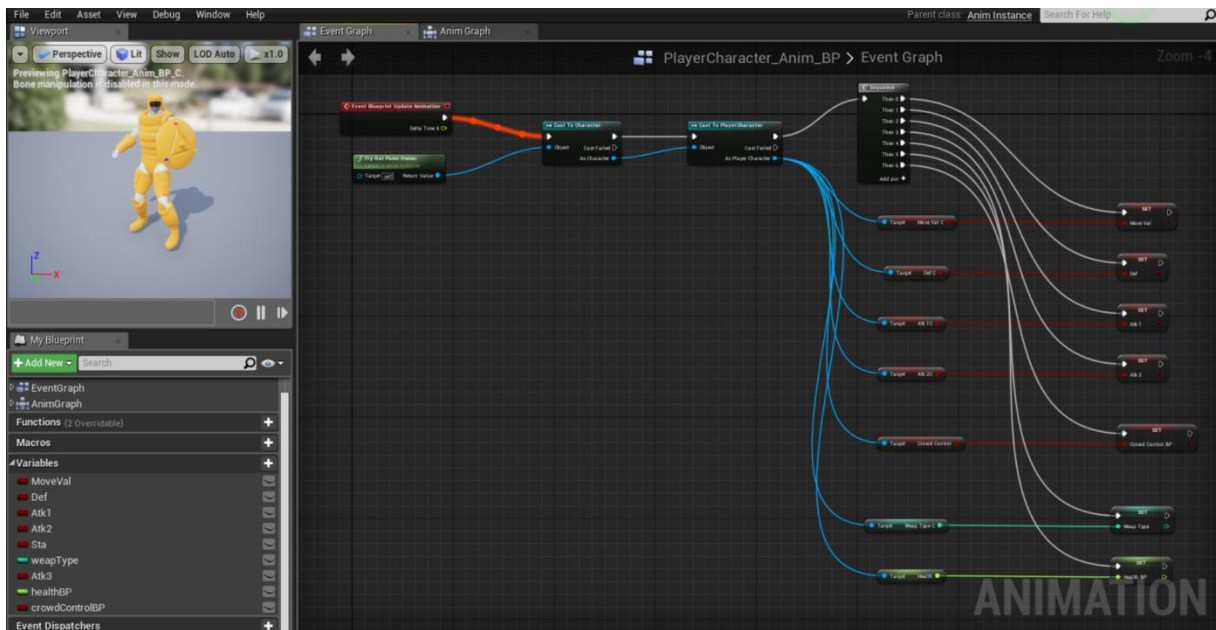 File Edit Asset View Debug Window Help
Parent class: Anim Instance Search For Help
Viewport
Event Graph
Anim Graph
Perspective Lit Show LOD Auto x1.0
PlayerCharacter_Anim_BP > Event Graph
Zoom -4
Previewing PlayerCharacter_Anim_BP_C.
Bone manipulation is disabled in this mode.
Event Blueprint Update Animation
Delta Time X
Try Get Pawn Owner
Target self Return Value
Cast To Character
Object Cast Failed
As Character
Cast To PlayerCharacter
Object Cast Failed
As Player Character
Sequence
Then 0
Then 1
Then 2
Then 3
Then 4
Then 5
Then 6
Add pin +
Target Move Val C
SET
Move Val
Target Def C
SET
Def
Target Atk 1C
SET
Atk 1
Target Atk 2C
SET
Atk 2
Target Crowd Control
SET
Crowd Control BP
Target Weap Type C
SET
Weap Type
Target Health
SET
Health BP
ANIMATION
Z
X
My Blueprint
+Add New Search
EventGraph
AnimGraph
Functions (2 Overridable)
Macros
Variables
MoveVal
Def
Atk1
Atk2
Sta
weapType
Atk3
healthBP
crowdControlBP
Event Dispatchers